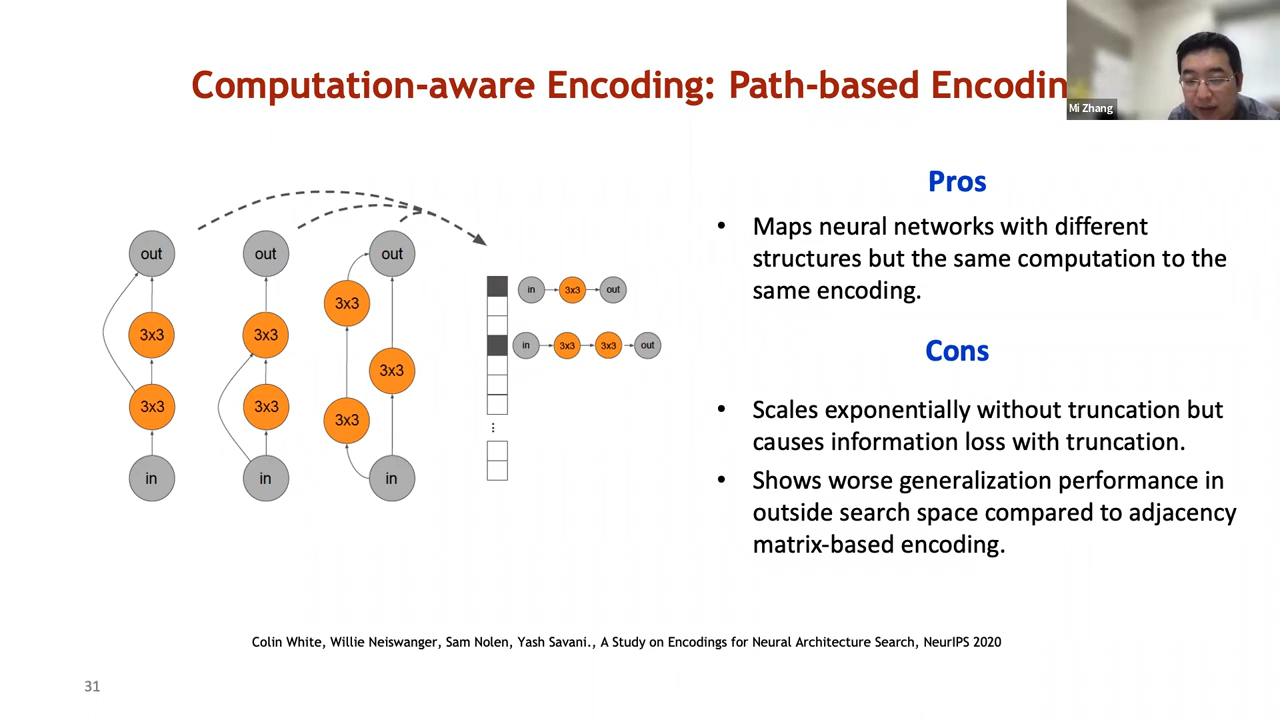 Computation-aware Encoding: Path-based Encodin
Mi Zhang
out
out
out
3x3
3x3
3x3
3x3
3x3
3x3
3x3
in
in
in
in
3x3
out
in
3x3
3x3
out
⋮
Pros
• Maps neural networks with different
structures but the same computation to the
same encoding.
Cons
• Scales exponentially without truncation but
causes information loss with truncation.
• Shows worse generalization performance in
outside search space compared to adjacency
matrix-based encoding.
Colin White, Willie Neiswanger, Sam Nolen, Yash Savani., A Study on Encodings for Neural Architecture Search, NeurIPS 2020
31